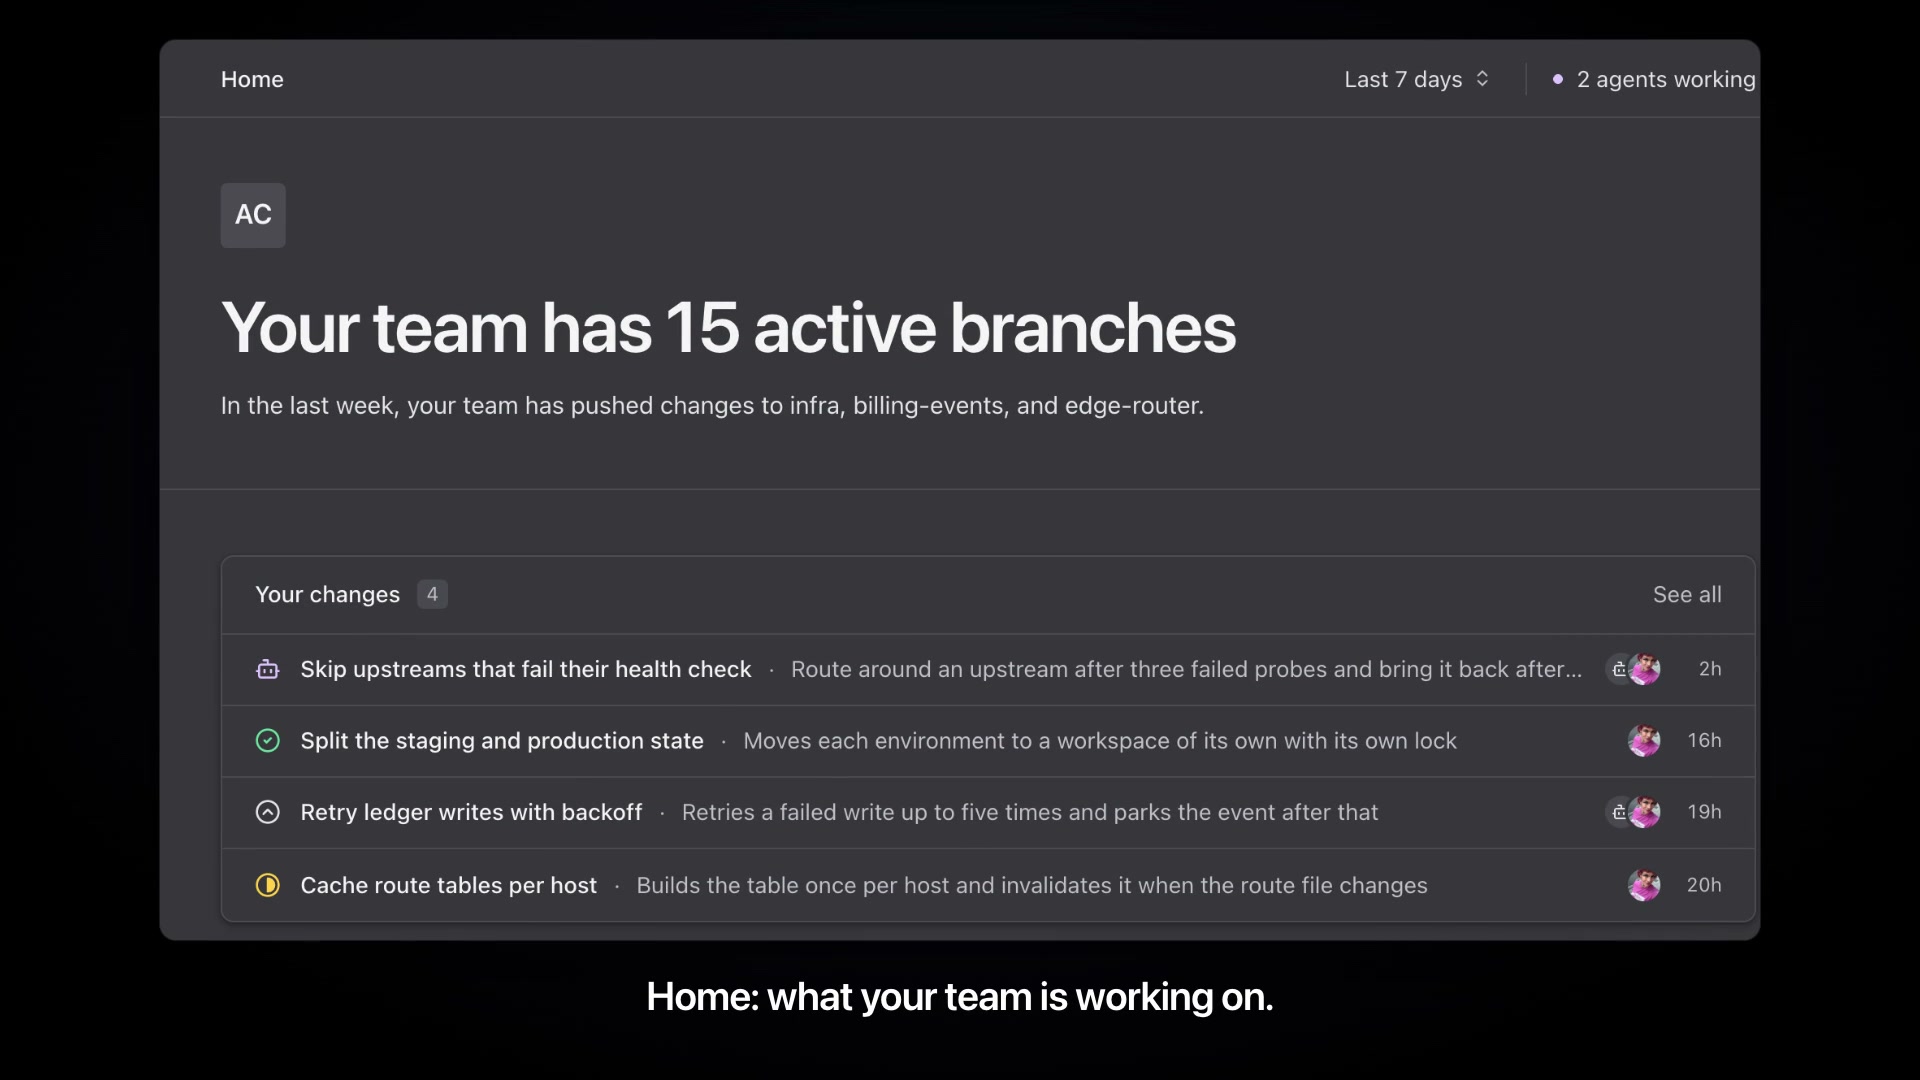 Home
Last 7 days
2 agents working
AC
Your team has 15 active branches
In the last week, your team has pushed changes to infra, billing-events, and edge-router.
Your changes 4
See all
Skip upstreams that fail their health check · Route around an upstream after three failed probes and bring it back after... 2h
Split the staging and production state · Moves each environment to a workspace of its own with its own lock 16h
Retry ledger writes with backoff · Retries a failed write up to five times and parks the event after that 19h
Cache route tables per host · Builds the table once per host and invalidates it when the route file changes 20h
Home: what your team is working on.